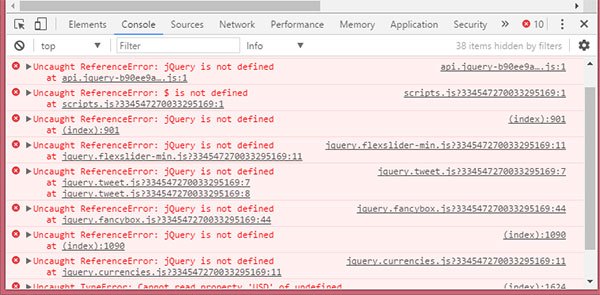 Elements Console Sources Network Performance Memory Application Security » 10
top Filter Info 38 items hidden by filters
Uncaught ReferenceError: jQuery is not defined api.jquery-b90ee9a….js:1
at api.jquery-b90ee9a….js:1
Uncaught ReferenceError: $ is not defined scripts.js?334547270033295169:1
at scripts.js?334547270033295169:1
Uncaught ReferenceError: jQuery is not defined (index):901
at (index):901
Uncaught ReferenceError: jQuery is not defined jquery.flexslider-min.js?334547270033295169:11
at jquery.flexslider-min.js?334547270033295169:11
Uncaught ReferenceError: jQuery is not defined jquery.tweet.js?334547270033295169:7
at jquery.tweet.js?334547270033295169:7
at jquery.tweet.js?334547270033295169:8
Uncaught ReferenceError: jQuery is not defined jquery.fancybox.js?334547270033295169:44
at jquery.fancybox.js?334547270033295169:44
Uncaught ReferenceError: jQuery is not defined (index):1090
at (index):1090
Uncaught ReferenceError: jQuery is not defined jquery.currencies.js?334547270033295169:11
at jquery.currencies.js?334547270033295169:11
Uncaught TypeError: Cannot read property 'USD' of undefined (index):1624